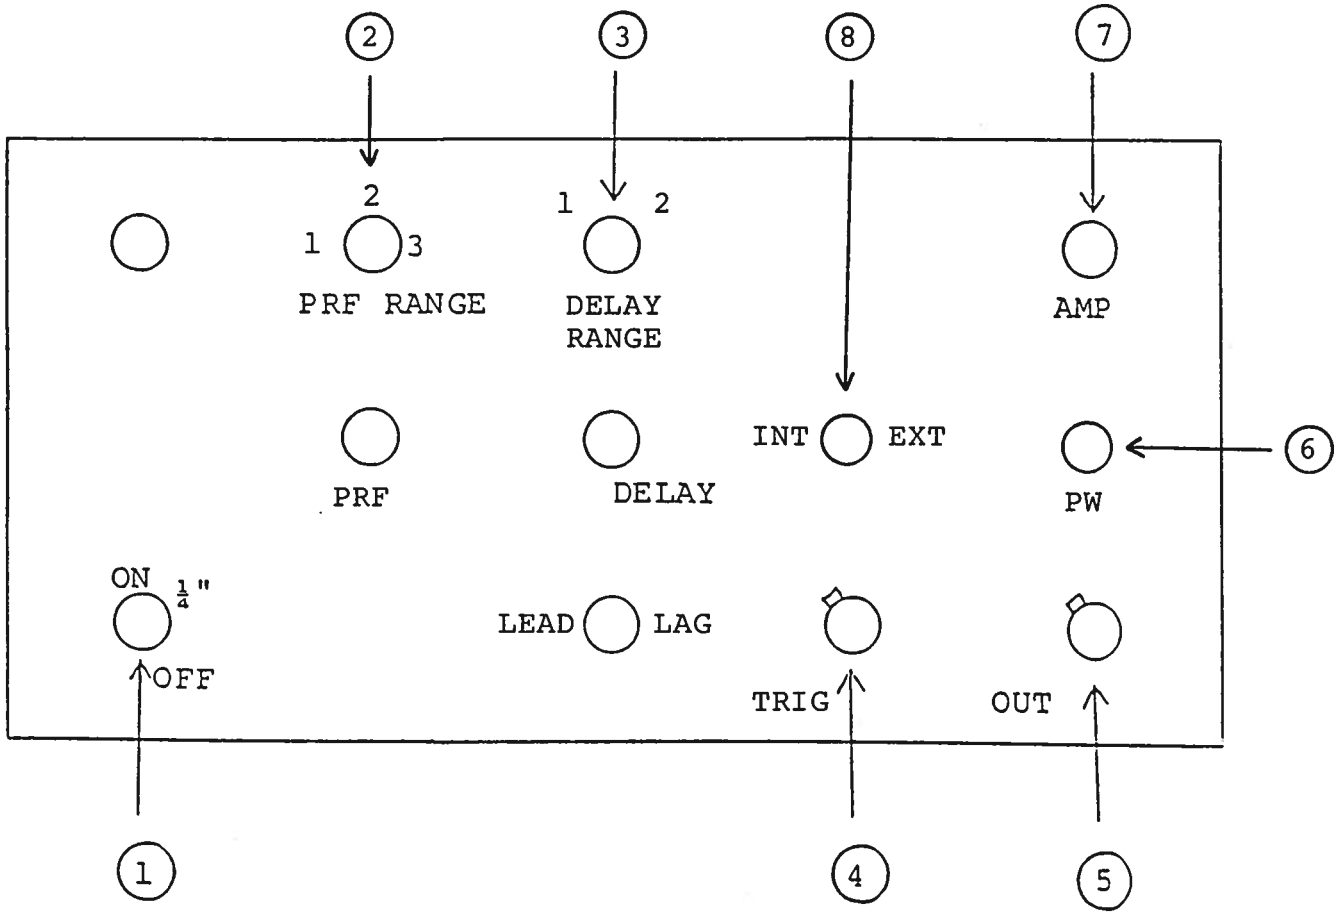 2 3 8 7
2
1 2
1 3
PRF RANGE
DELAY
RANGE
AMP
INT EXT
6
PRF
DELAY
PW
ON 1/4"
LEAD LAG
OFF
TRIG
OUT
1 4 5